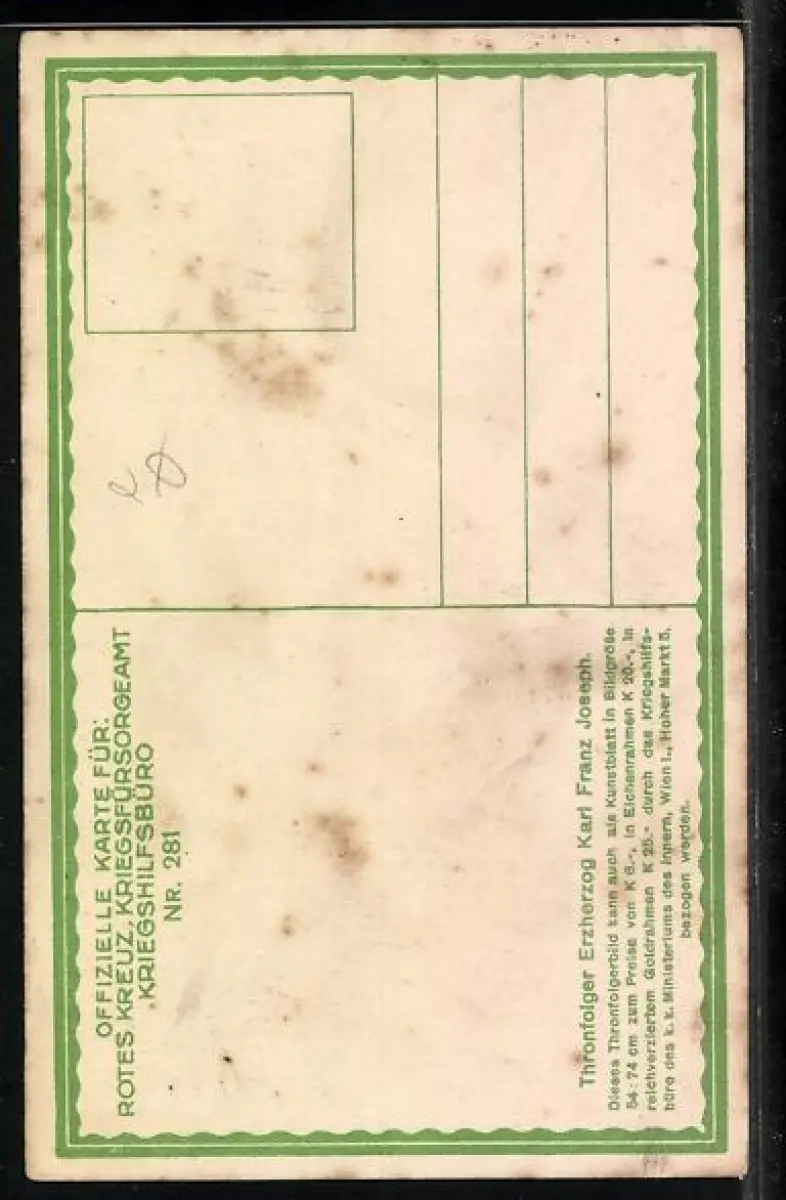 OFFIZIELLE KARTE FÜR:
ROTES KREUZ, KRIEGSFÜRSORGEAMT
KRIEGSHILFSBÜRO
NR. 281
Thronfolger Erzherzog Karl Franz Joseph.
Dieses Thronfolgerbild kann auch als Kunstblatt in Bildgröße
54:74 cm zum Preise von K 6.-, in Eichenrahmen K 20.-, in
reichverziertem Goldrahmen K 25.- durch das Kriegshilfs-
büro des k. k. Ministeriums des Innern, Wien I., Hoher Markt 5,
bezogen werden.